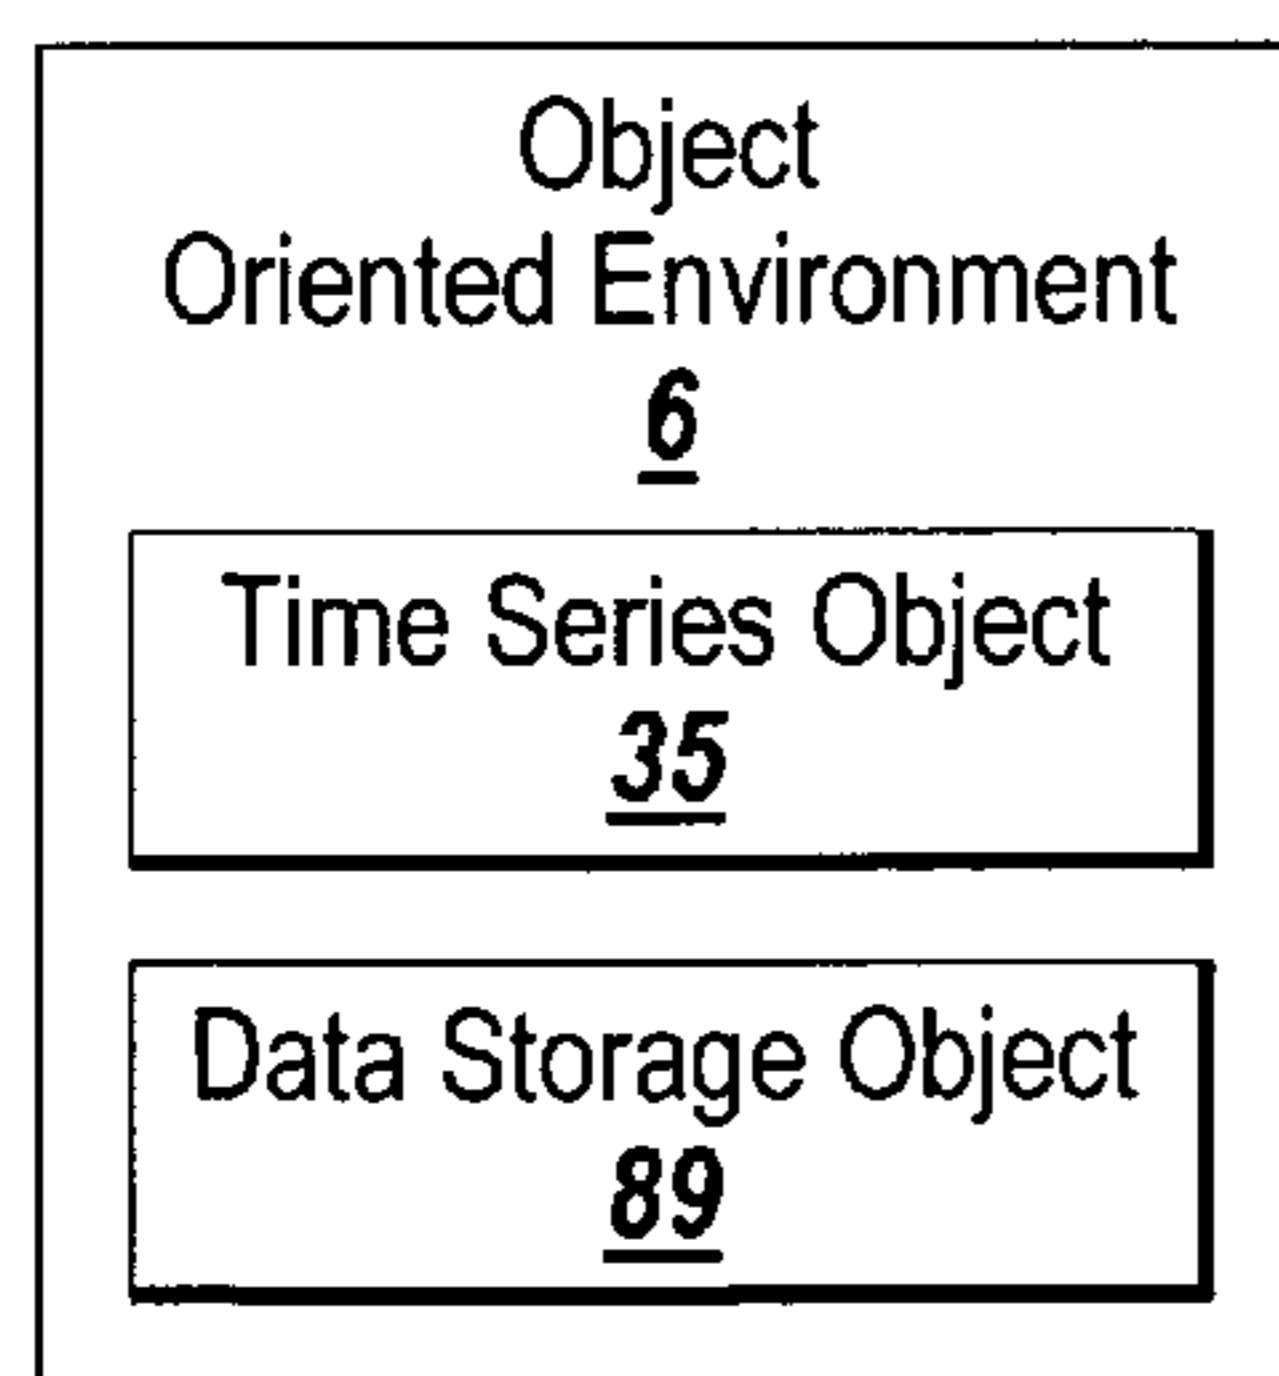 Object
Oriented Environment
6
Time Series Object
35
Data Storage Object
89